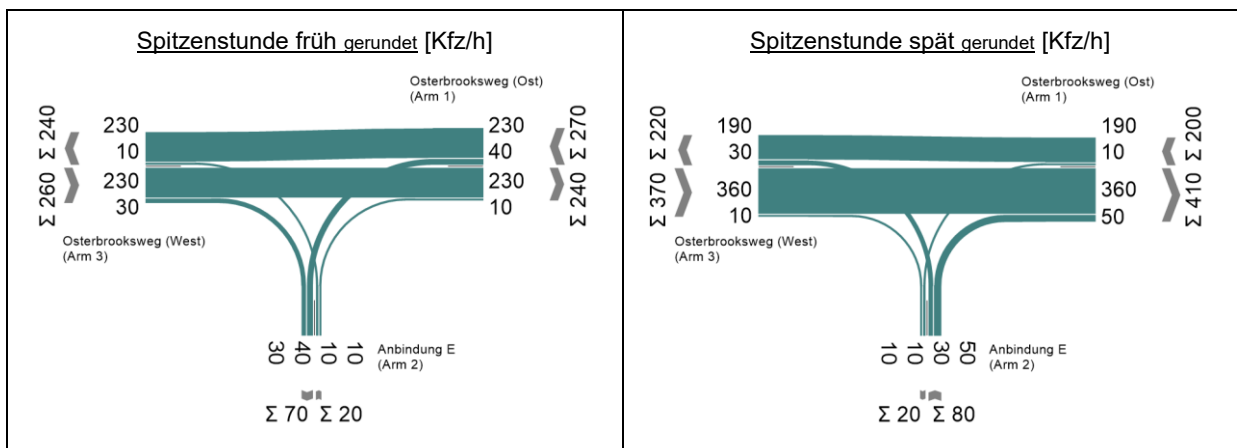 Spitzenstunde früh gerundet [Kfz/h]
Osterbrooksweg (Ost)
(Arm 1)
Σ 240
Σ 260
230
10
230
30
230
40
230
10
Σ 270
Σ 240
Osterbrooksweg (West)
(Arm 3)
30
40
10
10
Anbindung E
(Arm 2)
Σ 70
Σ 20
Spitzenstunde spät gerundet [Kfz/h]
Osterbrooksweg (Ost)
(Arm 1)
Σ 220
Σ 370
190
30
360
10
190
10
360
50
Σ 200
Σ 410
Osterbrooksweg (West)
(Arm 3)
10
10
30
50
Anbindung E
(Arm 2)
Σ 20
Σ 80